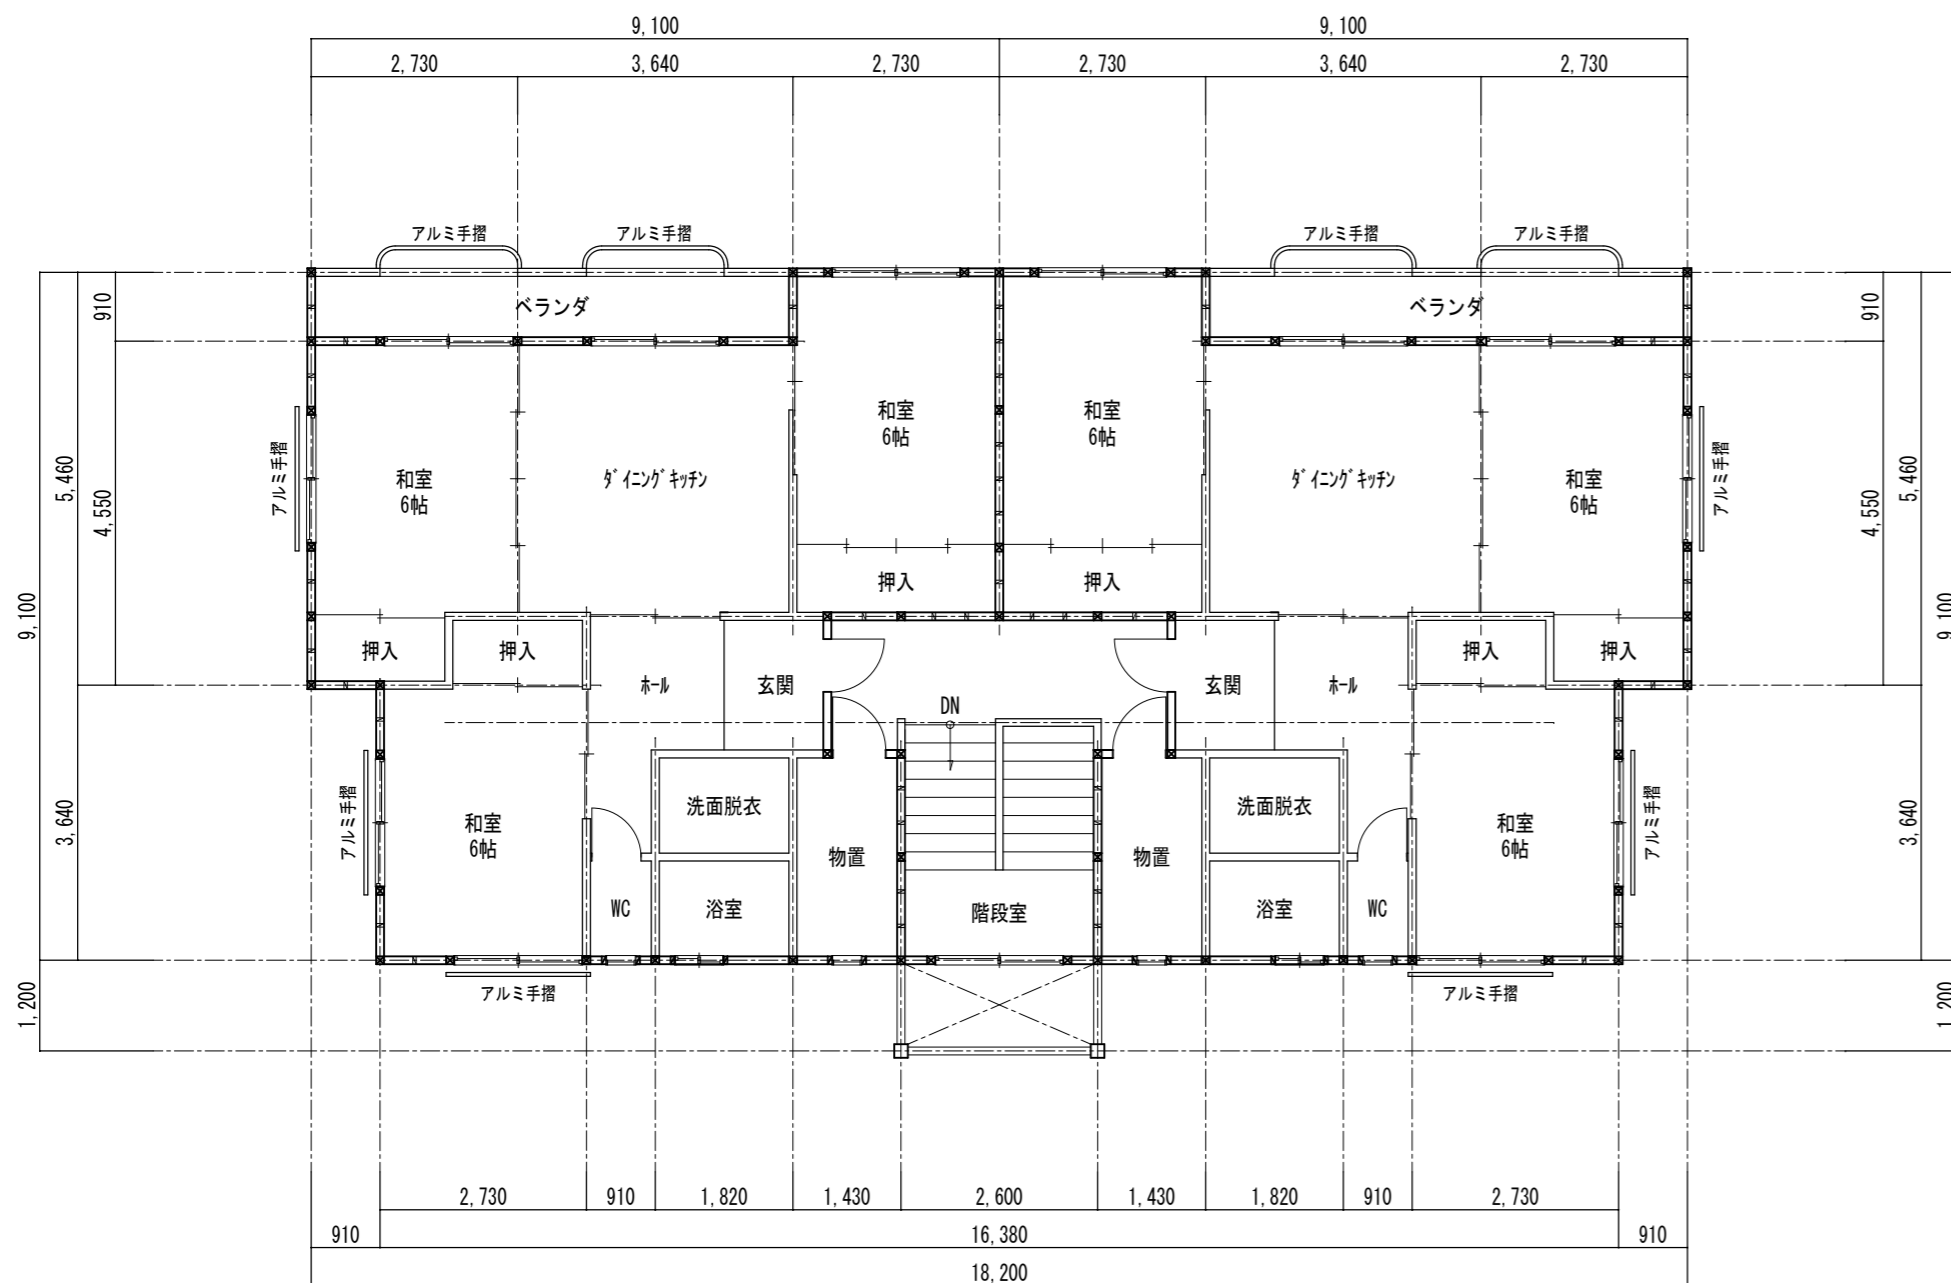 9,100 9,100
2,730 3,640 2,730 2,730 3,640 2,730
アルミ手摺 アルミ手摺 アルミ手摺 アルミ手摺
910 ベランダ ベランダ 910
和室 和室
6帖 6帖
アルミ手摺 和室 ダイニングキッチン ダイニングキッチン 和室 アルミ手摺
6帖 6帖
5,460 4,550 4,550 5,460
押入 押入
9,100 9,100
押入 押入 ホール 玄関 玄関 ホール 押入 押入
DN
3,640 アルミ手摺 和室 洗面脱衣 洗面脱衣 和室 アルミ手摺 3,640
6帖 6帖
物置 物置
WC 浴室 階段室 浴室 WC
アルミ手摺 アルミ手摺
1,200 1,200
2,730 910 1,820 1,430 2,600 1,430 1,820 910 2,730
910 16,380 910
18,200